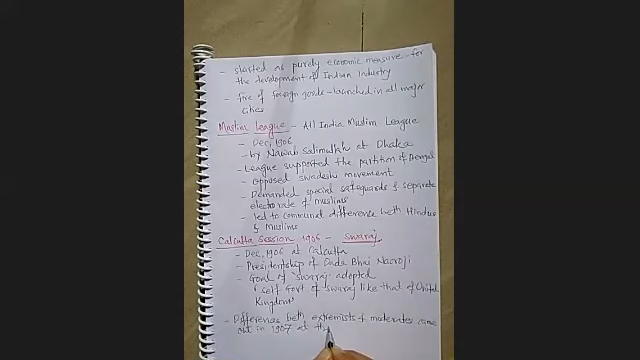 - started as purely economic measure for
the development of Indian Industry
- fire of foreign goods - launched in all major
cities
Muslim League - All India Muslim League
- Dec, 1906
- by Nawab Salimullah at Dhaka
- League supported the partition of Bengal
- Opposed swadeshi movement
- Demanded special safeguards & separate
electorate of muslims
- led to communal difference beth Hindus
& Muslims
Calcutta Session 1906 - Swaraj
- Dec, 1906 at Calcutta
- Presidentship of Dada Bhai Naoroji
- Goal of 'swaraj' adopted
'self Govt of swaraj like that of United
Kingdom'
- Differences beth extremists & moderates came
out in 1907 at th